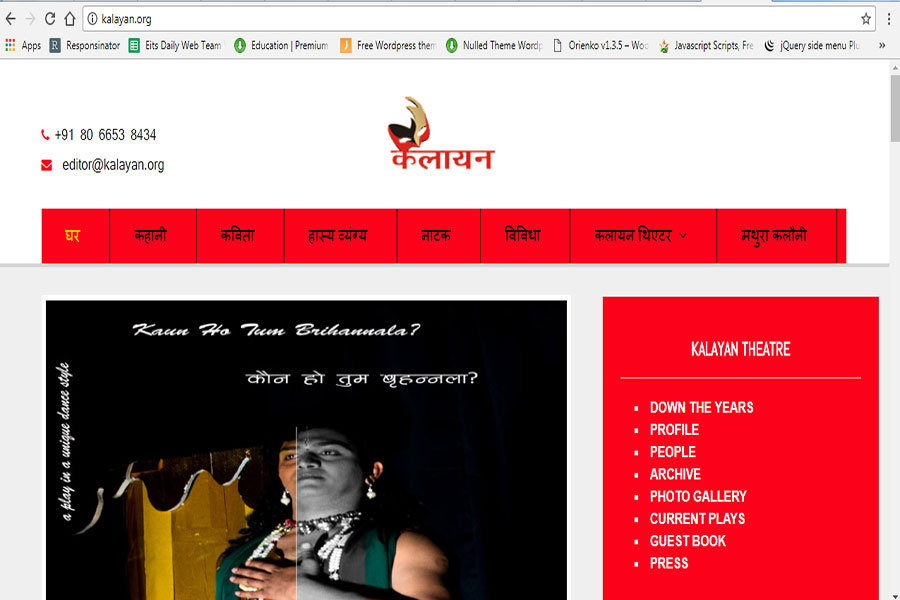 kalayan.org
Apps
Responsinator
Eits Daily Web Team
Education | Premium
Free Wordpress them
Nulled Theme Wordp
Orienko v1.3.5 – Woo
Javascript Scripts, Fre
jQuery side menu Plu
»
+91 80 6653 8434
editor@kalayan.org
कलायन
घर
कहानी
कविता
हास्य व्यंग्य
नाटक
विविधा
कलायन थिएटर
मथुरा कलौनी
Kaun Ho Tum Brihannala?
कौन हो तुम बृहन्नला?
a play in a unique dance style
KALAYAN THEATRE
DOWN THE YEARS
PROFILE
PEOPLE
ARCHIVE
PHOTO GALLERY
CURRENT PLAYS
GUEST BOOK
PRESS